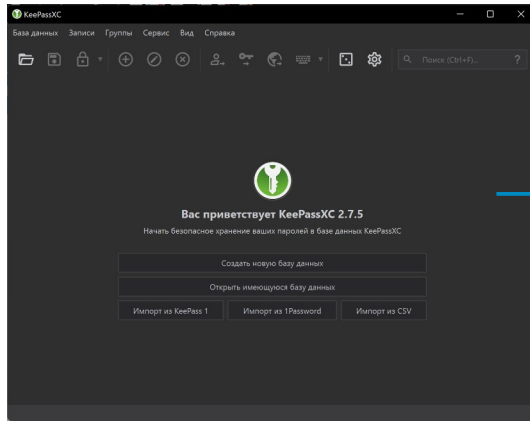 KeePassXC
База данных Записи Группы Сервис Вид Справка
Поиск (Ctrl+F)... ?
Вас приветствует KeePassXC 2.7.5
Начать безопасное хранение ваших паролей в базе данных KeePassXC
Создать новую базу данных
Открыть имеющуюся базу данных
Импорт из KeePass 1 Импорт из 1Password Импорт из CSV